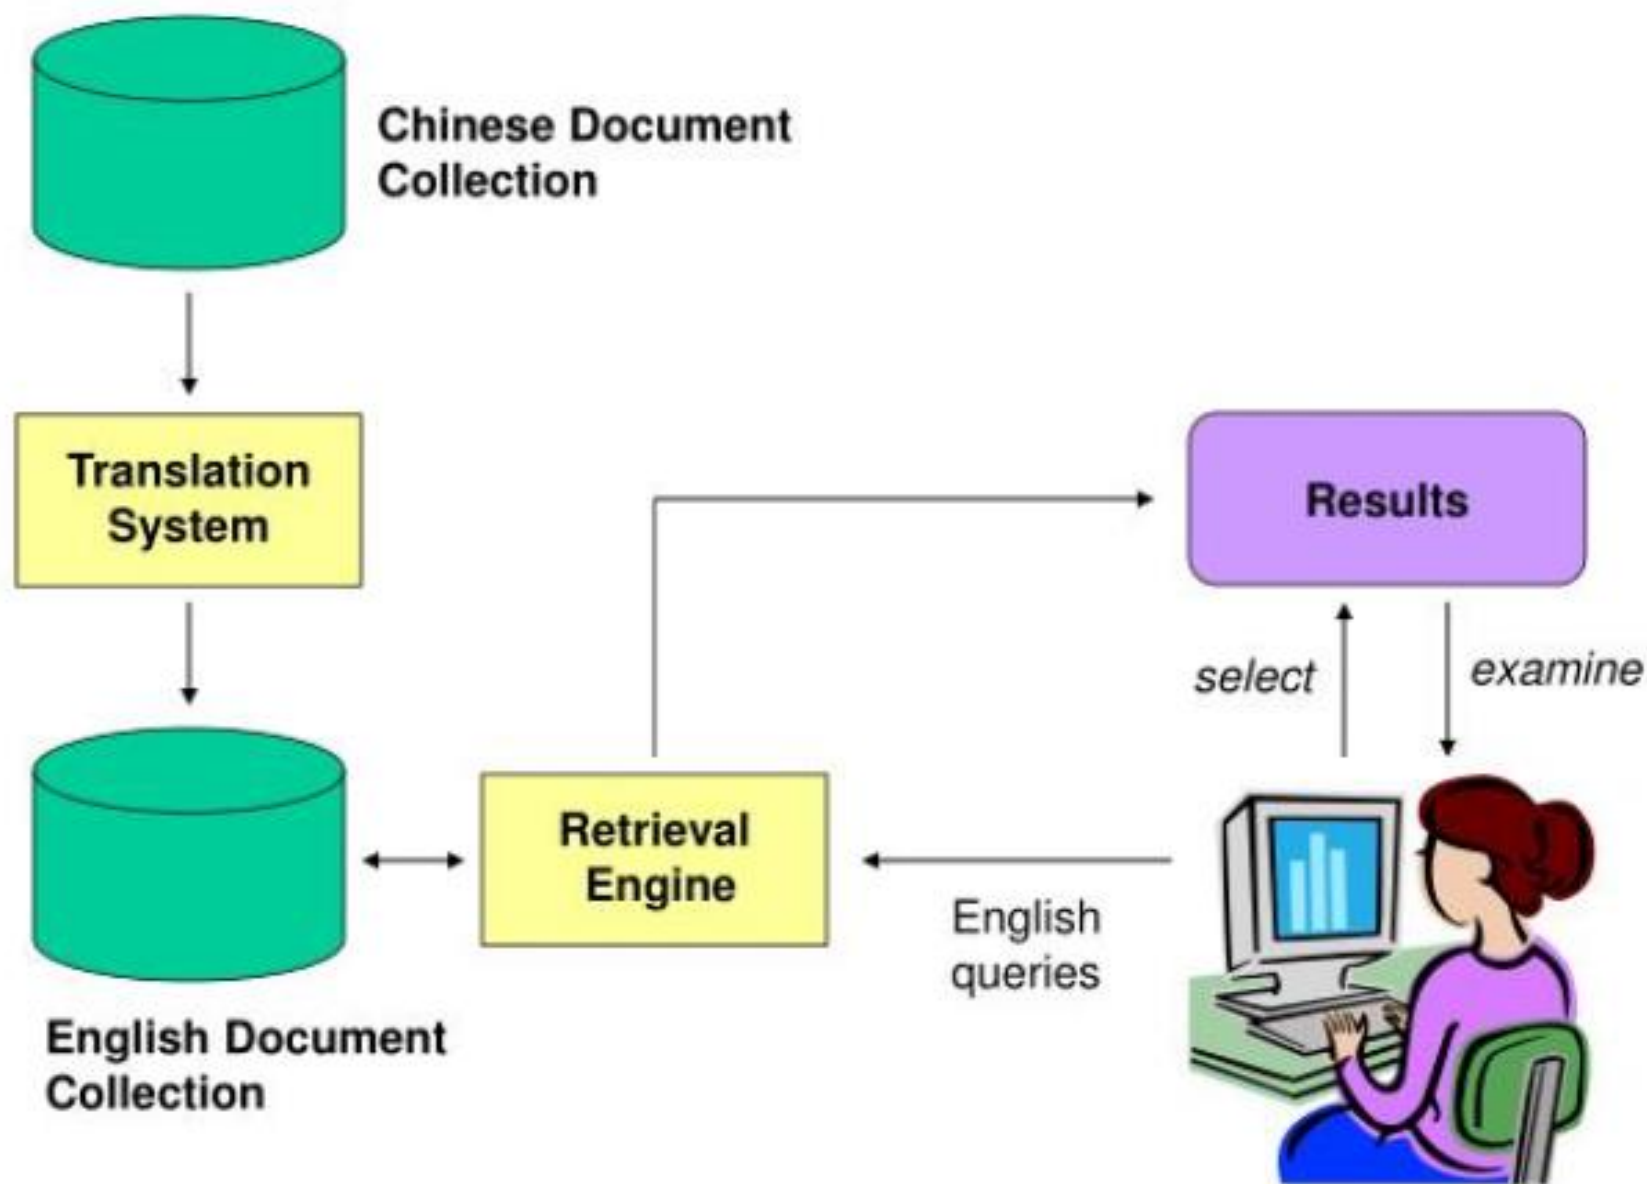 Chinese Document
Collection
Translation
System
Results
select
examine
Retrieval
Engine
English
queries
English Document
Collection